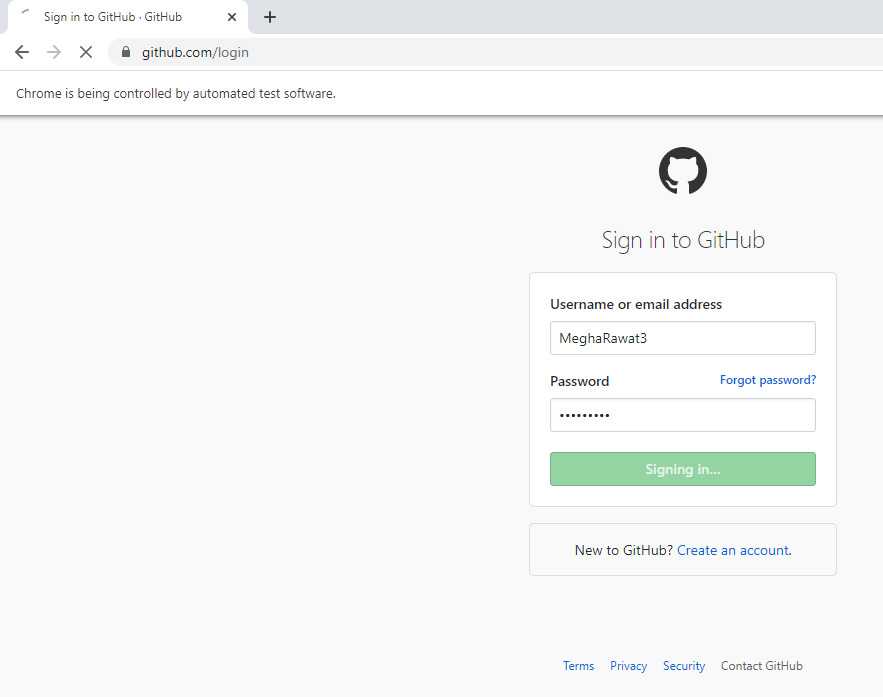 Sign in to GitHub · GitHub
github.com/login
Chrome is being controlled by automated test software.
Sign in to GitHub
Username or email address
MeghaRawat3
Password Forgot password?
•••••••••
Signing in...
New to GitHub? Create an account.
Terms Privacy Security Contact GitHub